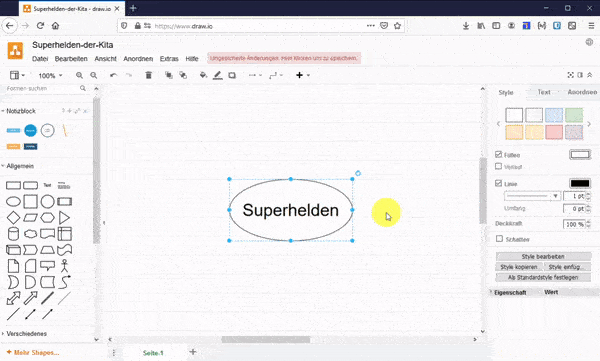 Superhelden-der-Kita - draw.io
https://www.draw.io
Superhelden-der-Kita
Datei Bearbeiten Ansicht Anordnen Extras Hilfe Ungesicherte Änderungen. Hier klicken um zu speichern.
100%
Formen suchen
Notizblock
Allgemein
Text
Verschiedenes
+ Mehr Shapes...
Superhelden
Seite-1
Style Text Anordnen
Füllen
Verlauf
Linie
1 pt
Umfang 0 pt
Deckkraft 100 %
Schatten
Style bearbeiten
Style kopieren Style einfüg...
Als Standardstyle festlegen
Eigenschaft Wert